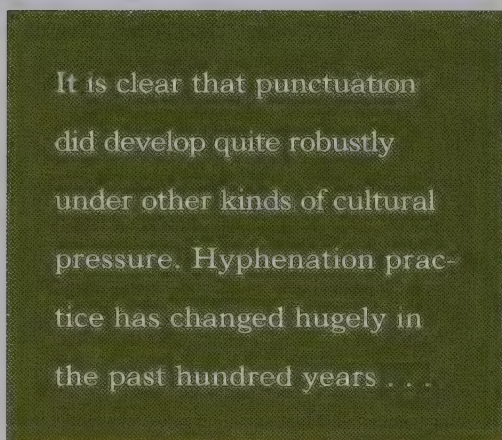 It is clear that punctuation
did develop quite robustly
under other kinds of cultural
pressure. Hyphenation prac-
tice has changed hugely in
the past hundred years . . .